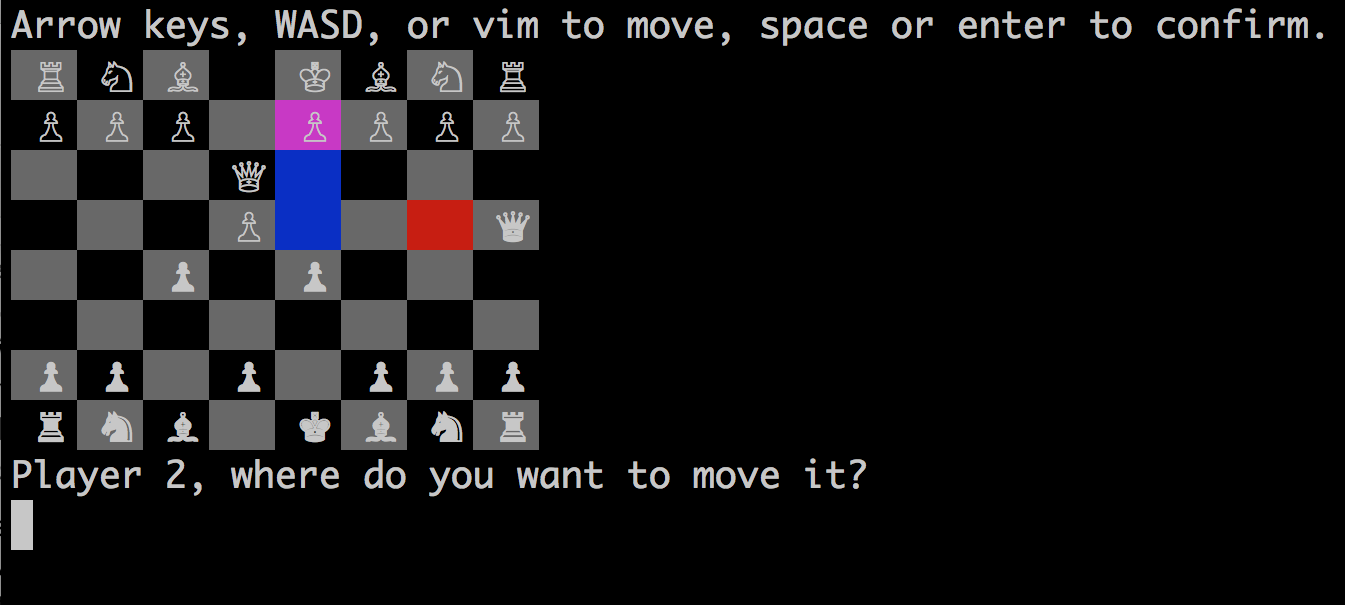 Arrow keys, WASD, or vim to move, space or enter to confirm.
Player 2, where do you want to move it?